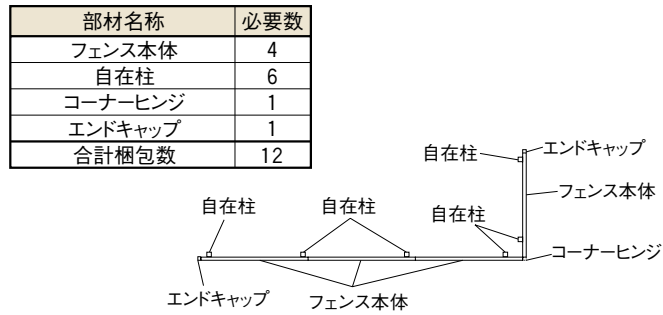 部材名称 必要数
フェンス本体 4
自在柱 6
コーナーヒンジ 1
エンドキャップ 1
合計梱包数 12
エンドキャップ
自在柱
フェンス本体
自在柱 自在柱 自在柱
コーナーヒンジ
エンドキャップ フェンス本体